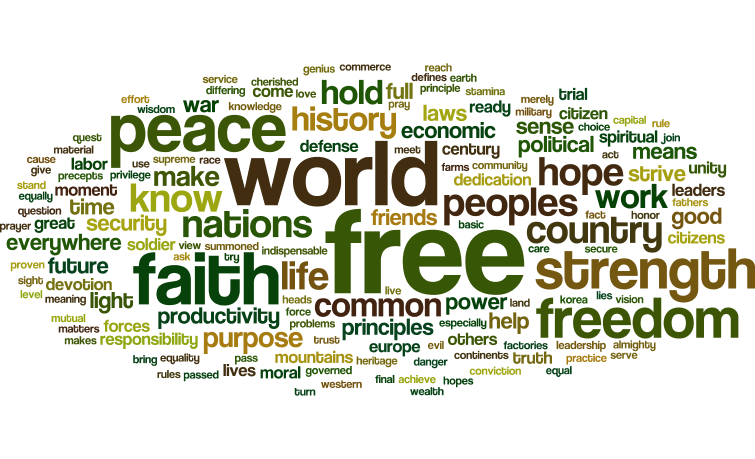 genius commerce reach
service cherished defines earth
differing come love hold full principle stamina
effort wisdom war knowledge pray laws ready merely trial
military citizen
peace history economic sense choice capital rule
quest defense meet century political spiritual join
material labor use supreme race world act means
cause give precepts privilege make farms community hope strive unity
stand moment know dedication leaders
equally peoples work fathers
question time friends fact honor good
prayer great security nations free basic country citizens
everywhere soldier view summoned indispensable care secure
proven future faith ask try life strength
sight devotion
level meaning light heads live common power land korea lies vision
mutual productivity force freedom
matters forces problems principles especially help
makes responsibility purpose trust europe evil others factories leadership almighty
bring equality pass mountains heritage danger continents truth practice serve
rules passed lives moral governed conviction equal
western final achieve hopes
turn wealth